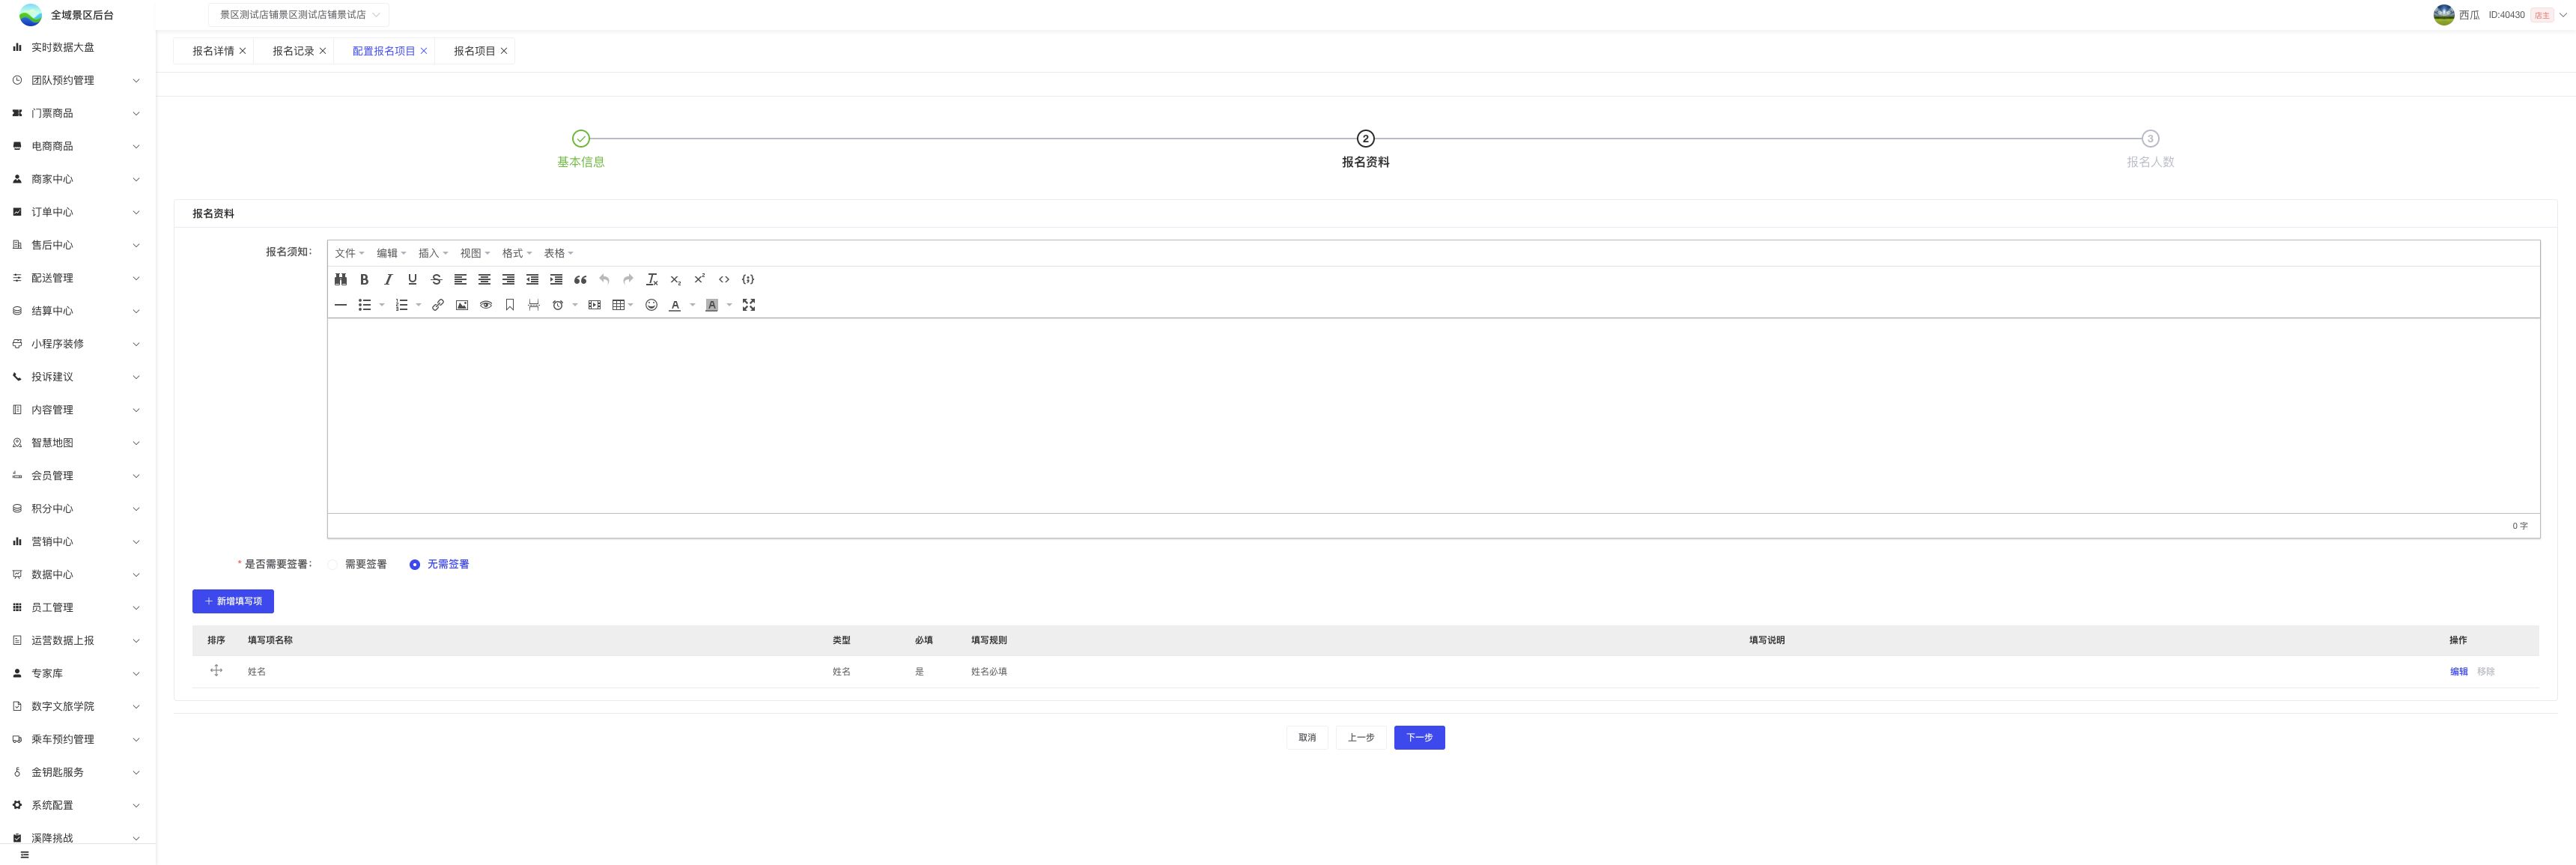 全域景区后台
景区测试店铺景区测试店铺景试店
西瓜 ID:40430 店主
实时数据大盘
团队预约管理
门票商品
电商商品
商家中心
订单中心
售后中心
配送管理
结算中心
小程序装修
投诉建议
内容管理
智慧地图
会员管理
积分中心
营销中心
数据中心
员工管理
运营数据上报
专家库
数字文旅学院
乘车预约管理
金钥匙服务
系统配置
溪降挑战
报名详情 报名记录 配置报名项目 报名项目
基本信息
2
报名资料
3
报名人数
报名资料
报名须知:
文件 编辑 插入 视图 格式 表格
0 字
* 是否需要签署: 需要签署 无需签署
新增填写项
排序 填写项名称 类型 必填 填写规则 填写说明 操作
姓名 姓名 是 姓名必填 编辑 移除
取消 上一步 下一步